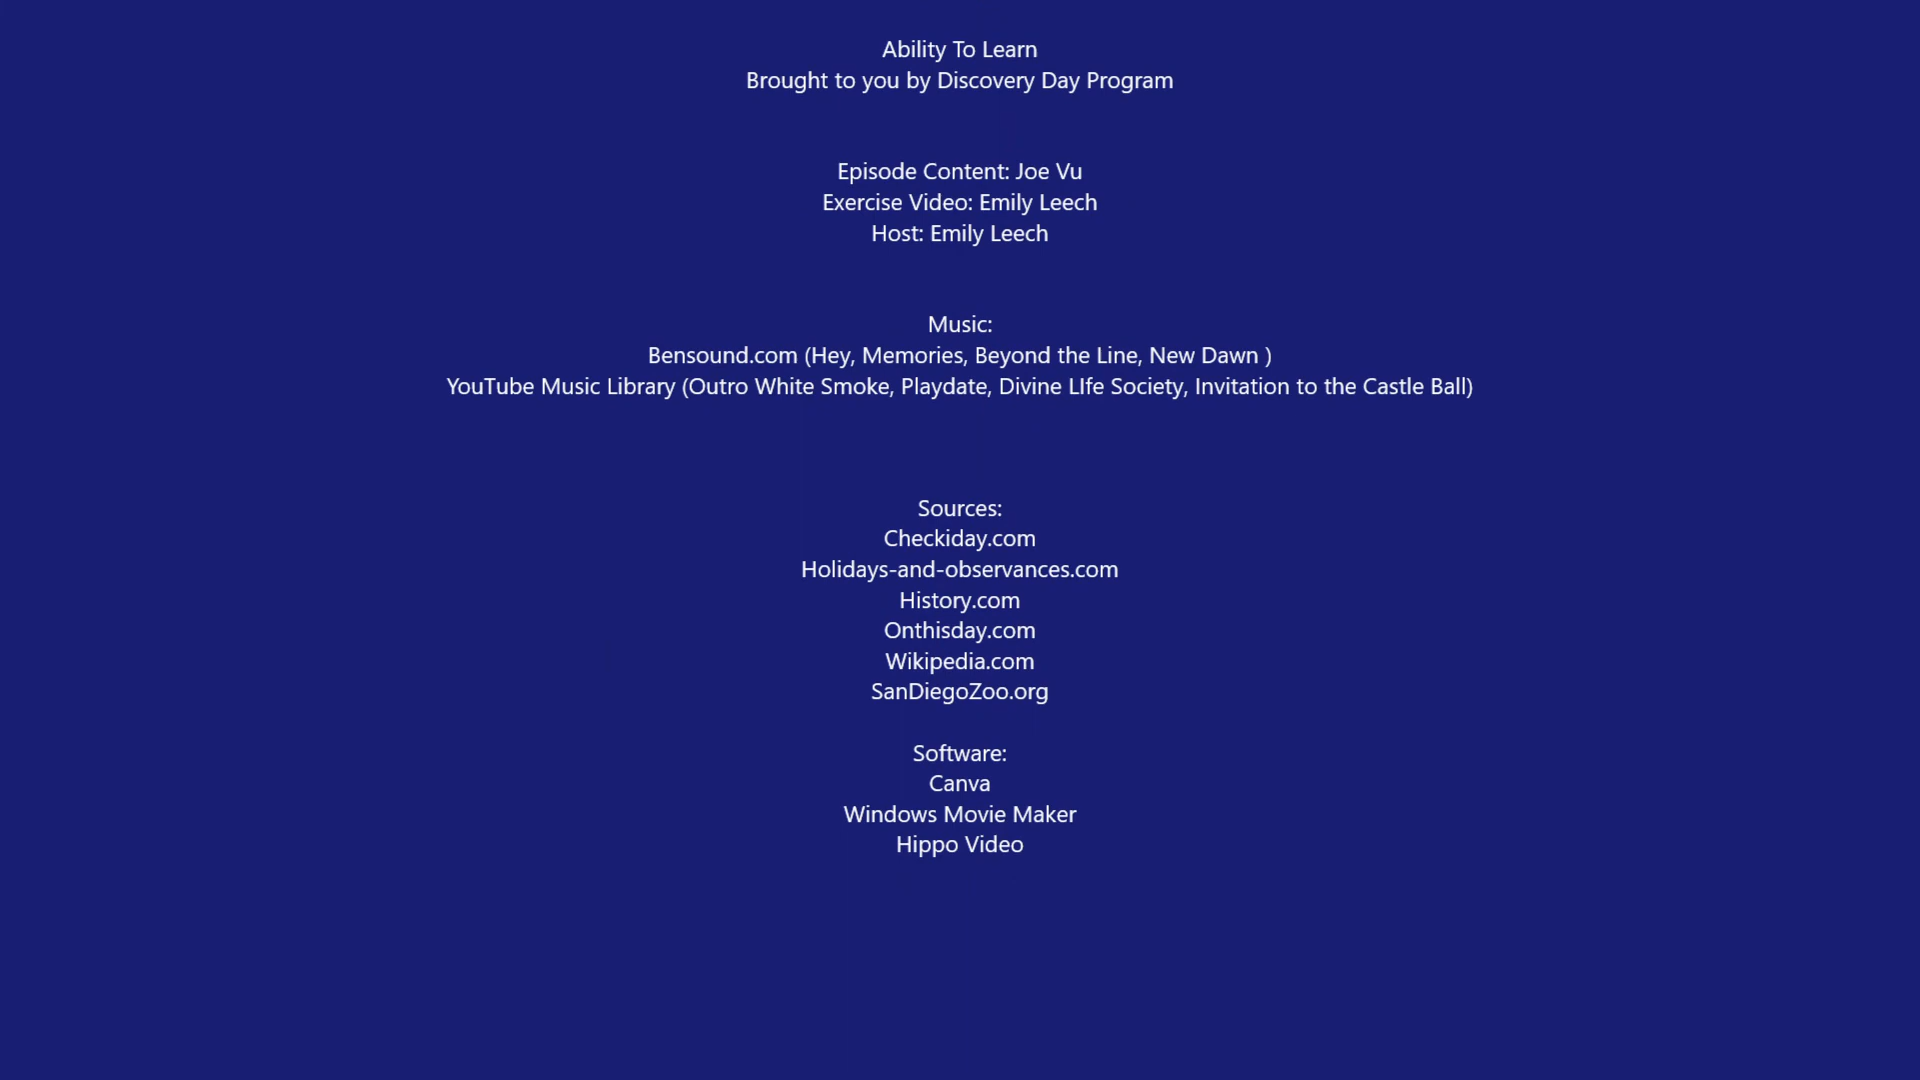 Ability To Learn
Brought to you by Discovery Day Program
Episode Content: Joe Vu
Exercise Video: Emily Leech
Host: Emily Leech
Music:
Bensound.com (Hey, Memories, Beyond the Line, New Dawn )
YouTube Music Library (Outro White Smoke, Playdate, Divine LIfe Society, Invitation to the Castle Ball)
Sources:
Checkiday.com
Holidays-and-observances.com
History.com
Onthisday.com
Wikipedia.com
SanDiegoZoo.org
Software:
Canva
Windows Movie Maker
Hippo Video